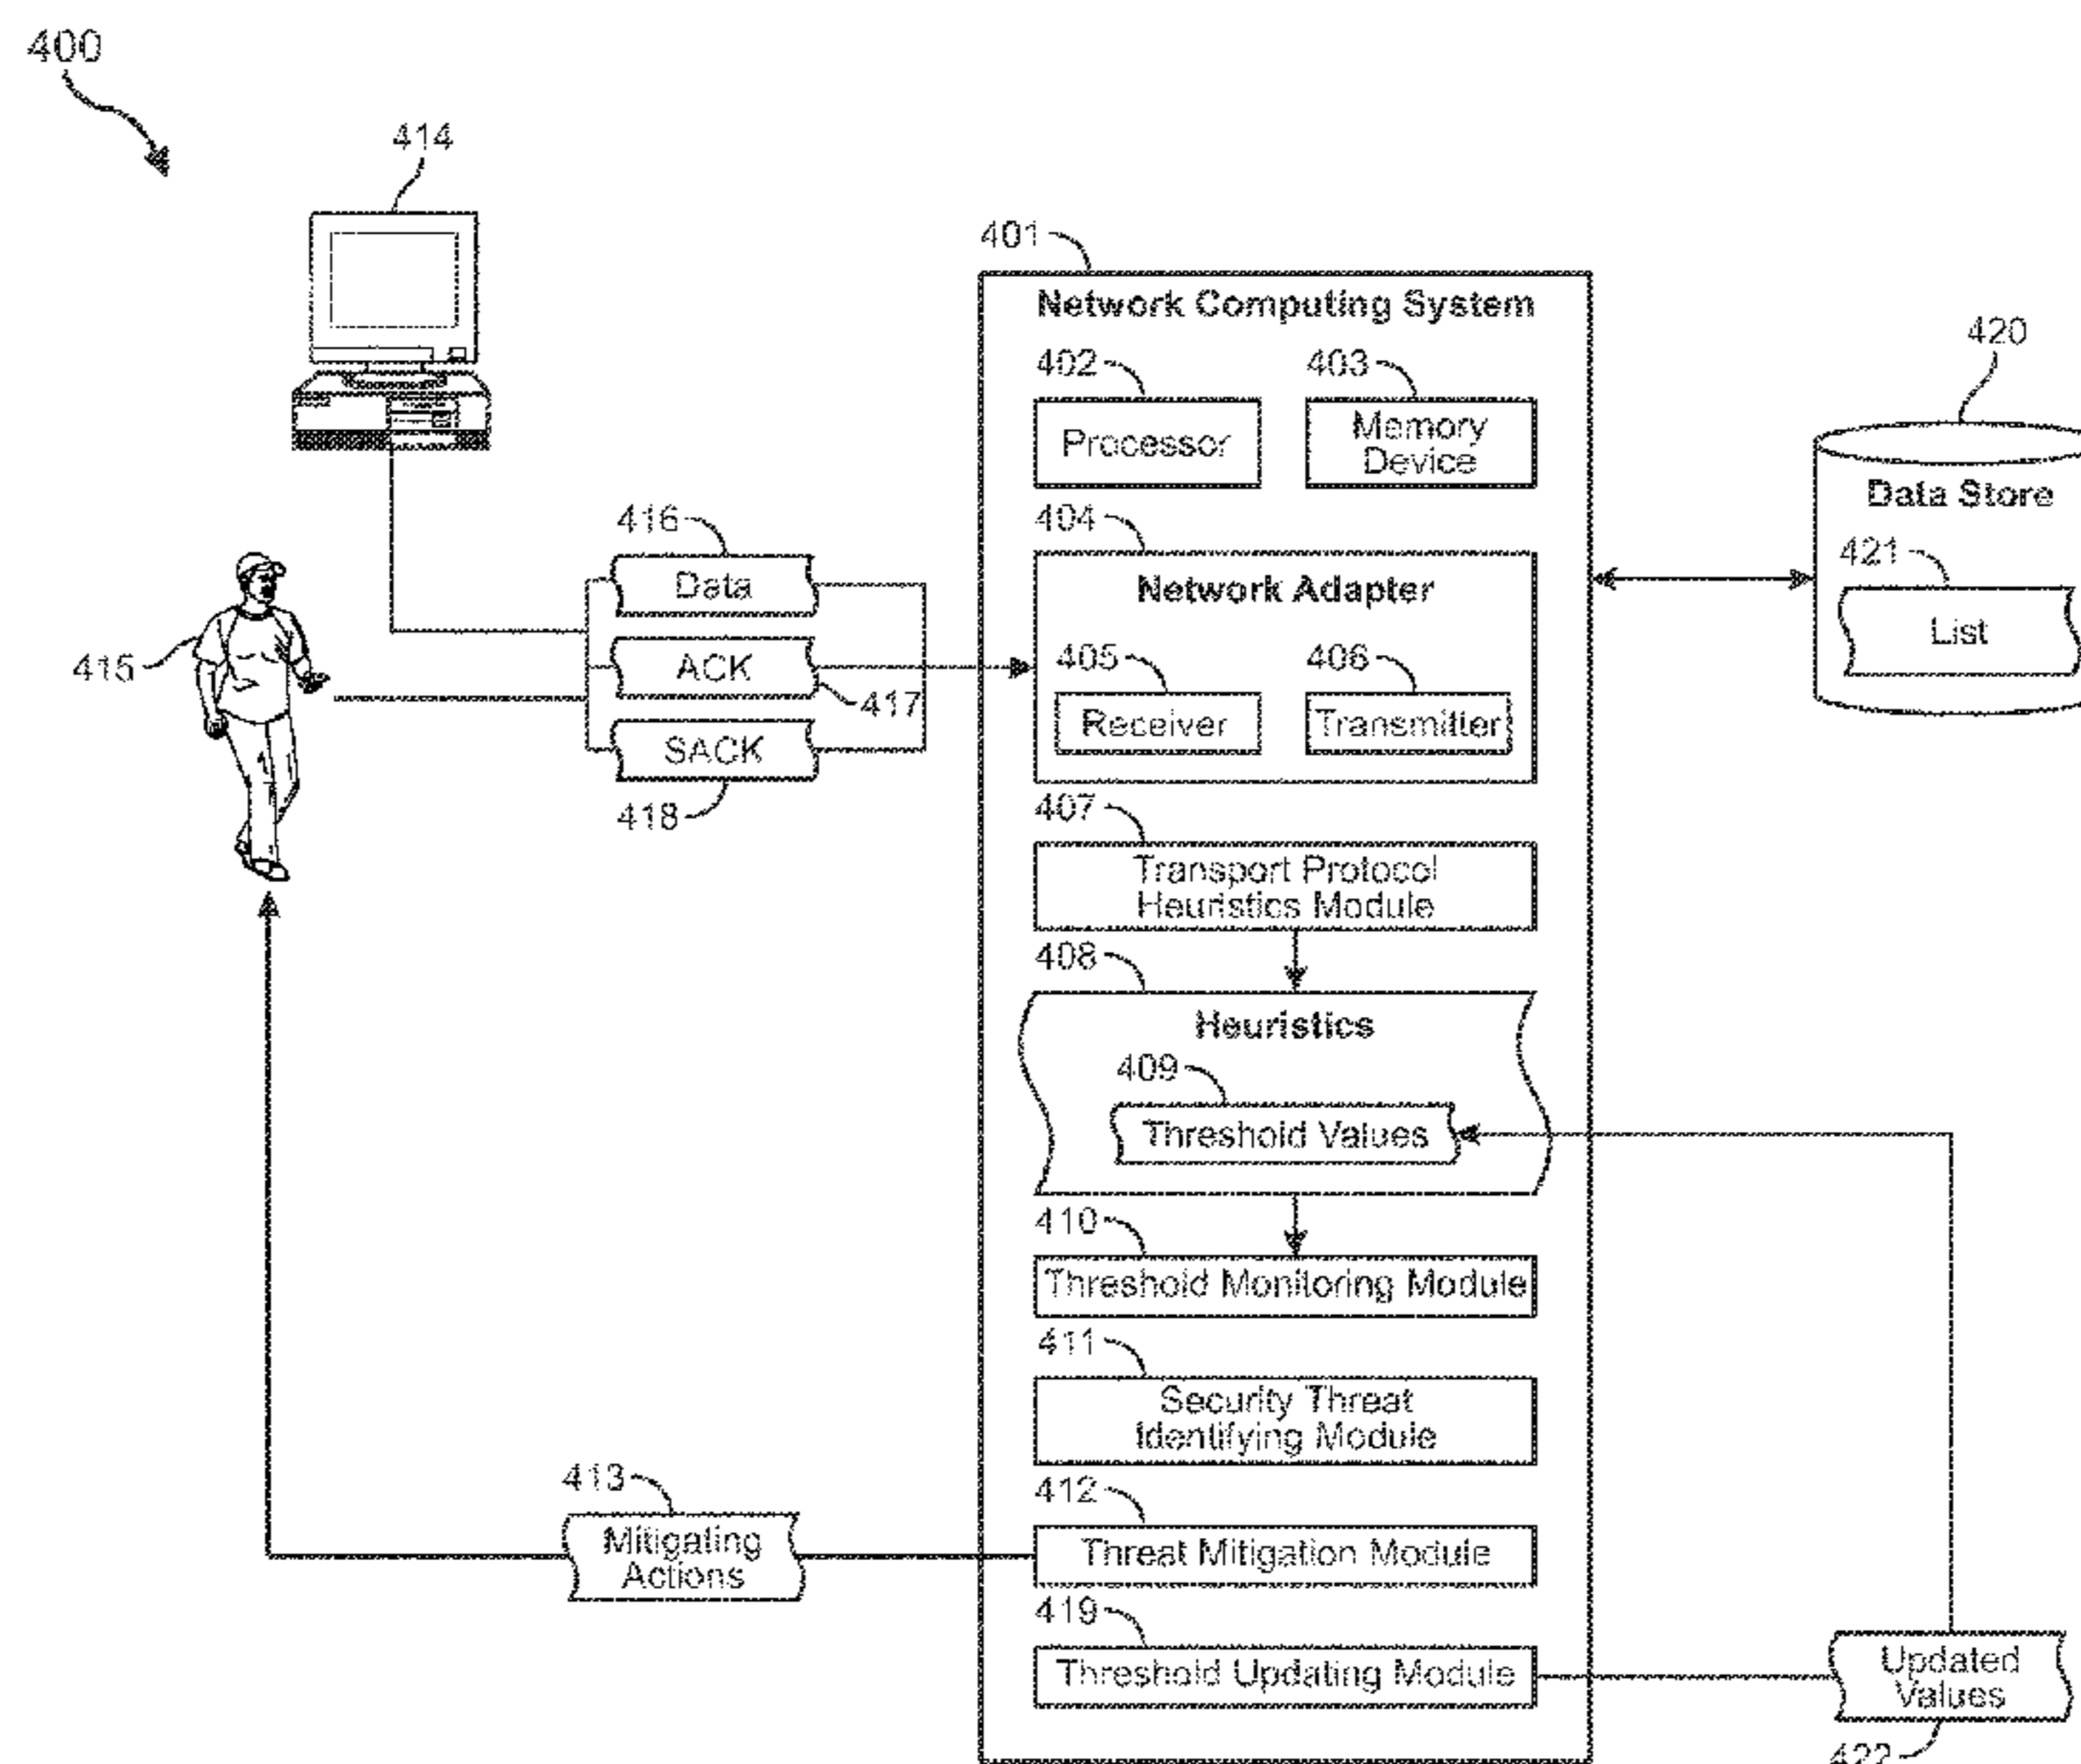 400
414
401
Network Computing System
402
403
Processor
Memory
Device
420
Data Store
421
List
404
Network Adapter
405
406
Receiver
Transmitter
416
Data
ACK
417
SACK
418
415
407
Transport Protocol
Heuristics Module
408
Heuristics
409
Threshold Values
410
Threshold Monitoring Module
411
Security Threat
Identifying Module
412
Threat Mitigation Module
413
Mitigating
Actions
419
Threshold Updating Module
Updated
Values
422